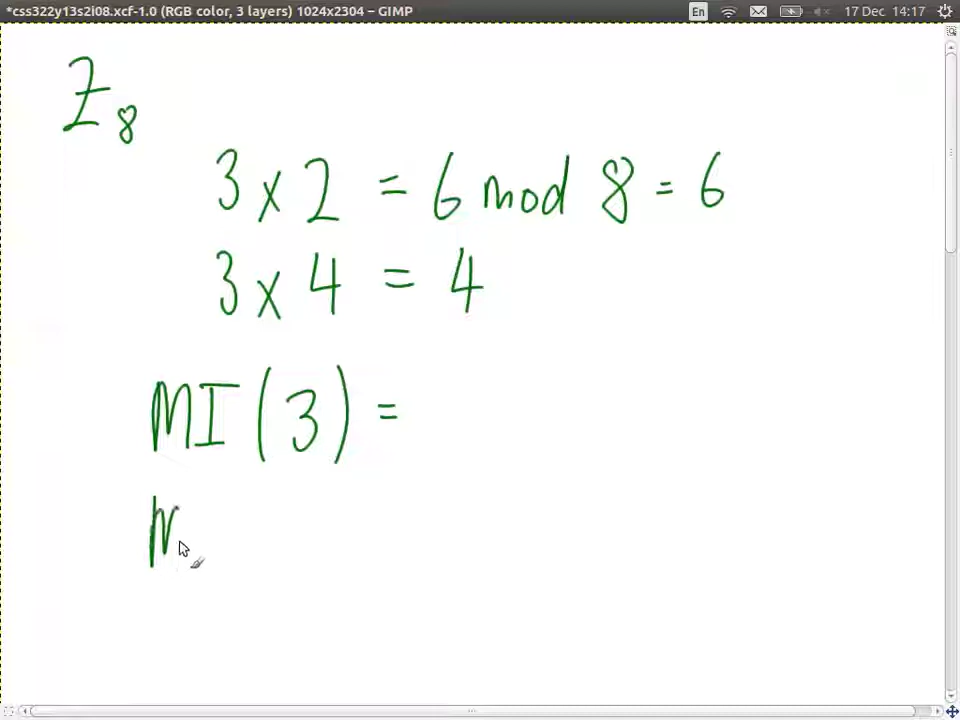 *css322y13s2i08.xcf-1.0 (RGB color, 3 layers) 1024x2304 – GIMP En 17 Dec 14:17
Z₈
3 x 2 = 6 mod 8 = 6
3 x 4 = 4
MI (3) =